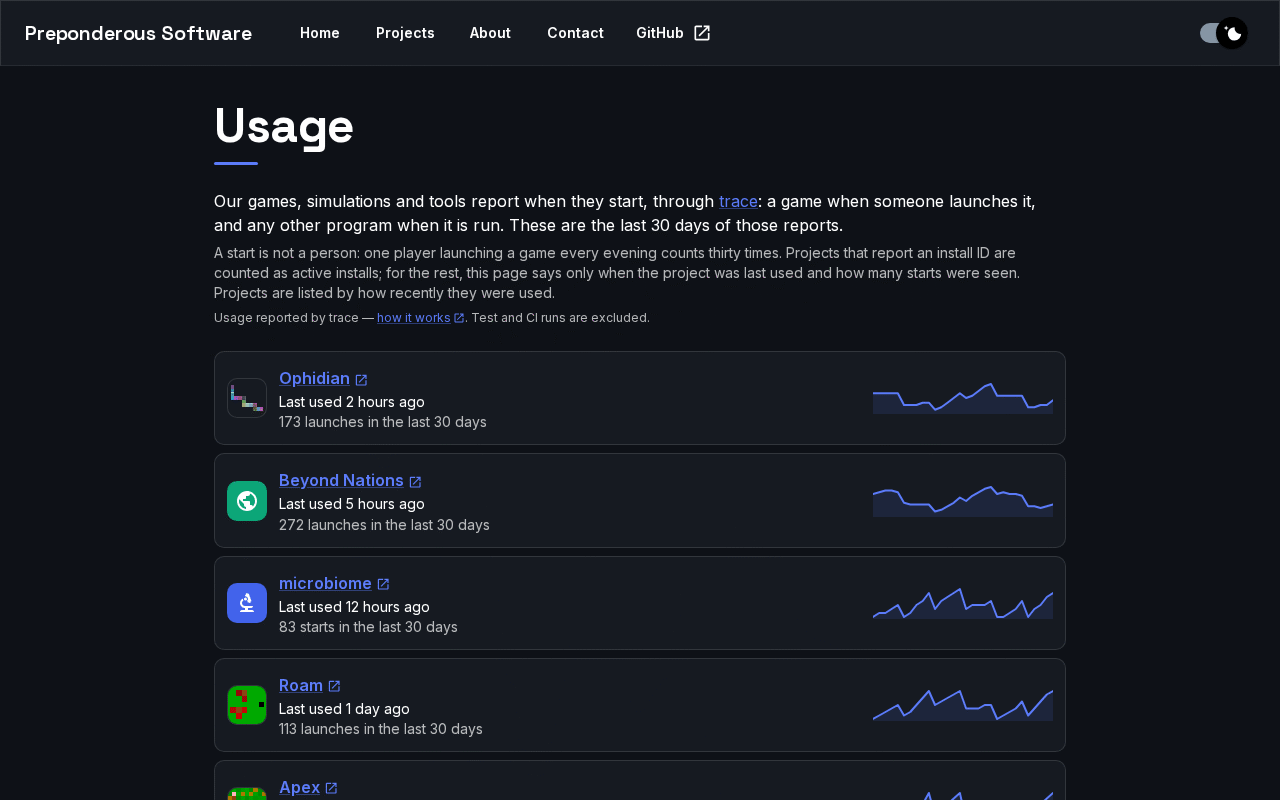 Preponderous Software
Home
Projects
About
Contact
GitHub
Usage
Our games, simulations and tools report when they start, through trace: a game when someone launches it,
and any other program when it is run. These are the last 30 days of those reports.
A start is not a person: one player launching a game every evening counts thirty times. Projects that report an install ID are
counted as active installs; for the rest, this page says only when the project was last used and how many starts were seen.
Projects are listed by how recently they were used.
Usage reported by trace — how it works. Test and CI runs are excluded.
Ophidian
Last used 2 hours ago
173 launches in the last 30 days
Beyond Nations
Last used 5 hours ago
272 launches in the last 30 days
microbiome
Last used 12 hours ago
83 starts in the last 30 days
Roam
Last used 1 day ago
113 launches in the last 30 days
Apex